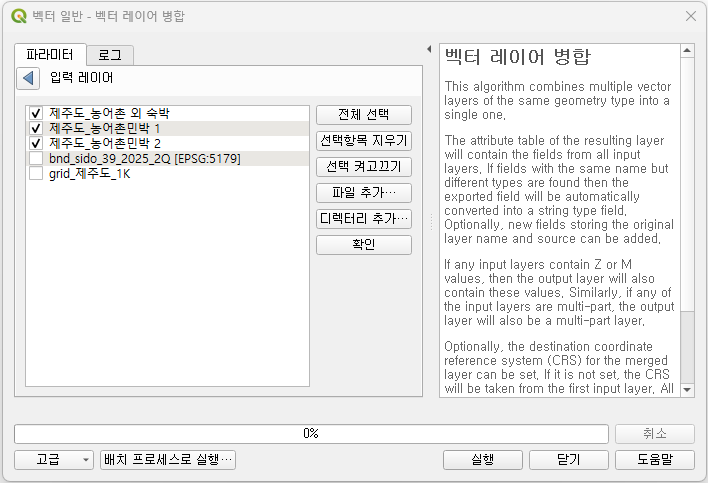 벡터 일반 - 벡터 레이어 병합
파라미터
로그
입력 레이어
제주도_농어촌 외 숙박
제주도_농어촌민박 1
제주도_농어촌민박 2
bnd_sido_39_2025_2Q [EPSG:5179]
grid_제주도_1K
전체 선택
선택항목 지우기
선택 켜고끄기
파일 추가…
디렉터리 추가…
확인
벡터 레이어 병합
This algorithm combines multiple vector
layers of the same geometry type into a
single one.
The attribute table of the resulting layer
will contain the fields from all input
layers. If fields with the same name but
different types are found then the
exported field will be automatically
converted into a string type field.
Optionally, new fields storing the original
layer name and source can be added.
If any input layers contain Z or M
values, then the output layer will also
contain these values. Similarly, if any of
the input layers are multi-part, the output
layer will also be a multi-part layer.
Optionally, the destination coordinate
reference system (CRS) for the merged
layer can be set. If it is not set, the CRS
will be taken from the first input layer. All
0%
취소
고급
배치 프로세스로 실행…
실행
닫기
도움말